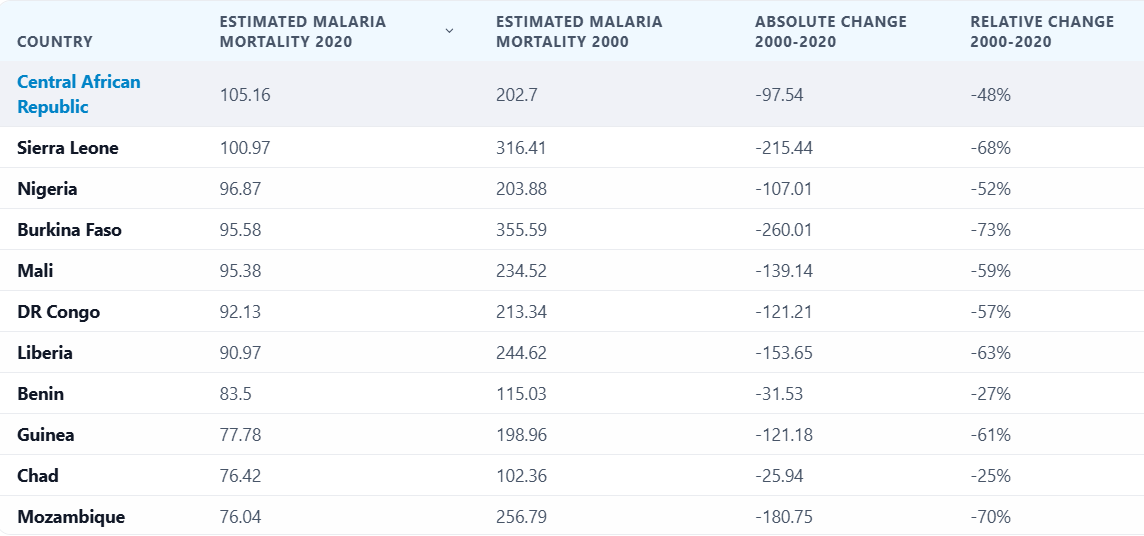 COUNTRY ESTIMATED MALARIA MORTALITY 2020 ESTIMATED MALARIA MORTALITY 2000 ABSOLUTE CHANGE 2000-2020 RELATIVE CHANGE 2000-2020
Central African Republic 105.16 202.7 -97.54 -48%
Sierra Leone 100.97 316.41 -215.44 -68%
Nigeria 96.87 203.88 -107.01 -52%
Burkina Faso 95.58 355.59 -260.01 -73%
Mali 95.38 234.52 -139.14 -59%
DR Congo 92.13 213.34 -121.21 -57%
Liberia 90.97 244.62 -153.65 -63%
Benin 83.5 115.03 -31.53 -27%
Guinea 77.78 198.96 -121.18 -61%
Chad 76.42 102.36 -25.94 -25%
Mozambique 76.04 256.79 -180.75 -70%